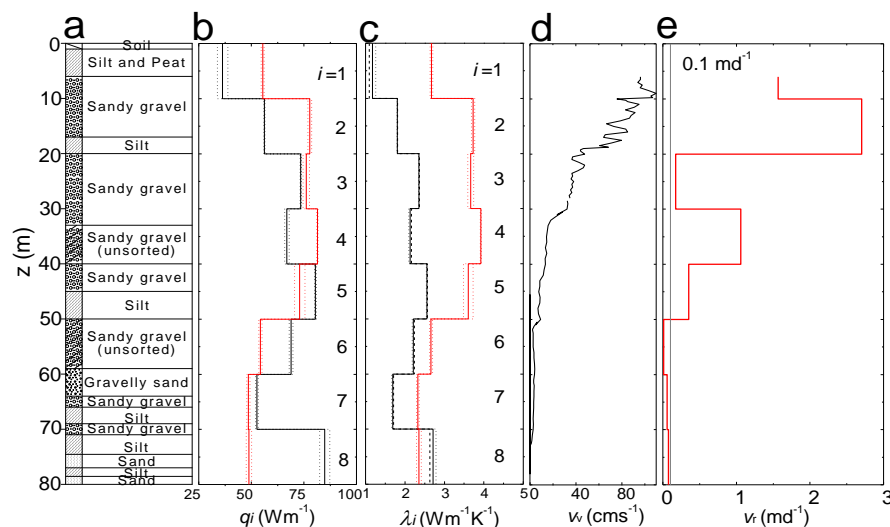 a b c d e
0 10 20 30 40 50 60 70 80
z (m)
Soil
Silt and Peat
Sandy gravel
Silt
Sandy gravel
Sandy gravel
(unsorted)
Sandy gravel
Silt
Sandy gravel
(unsorted)
Gravelly sand
Sandy gravel
Silt
Sandy gravel
Silt
Sand
Silt
Sand
i=1
2
3
4
5
6
7
8
i=1
2
3
4
5
6
7
8
0.1 md-1
25 50 75 100
1 2 3 4 5
0 40 80
0 1 2 3
qi (Wm-1)
λi (Wm-1K-1)
vv (cms-1)
vr (md-1)